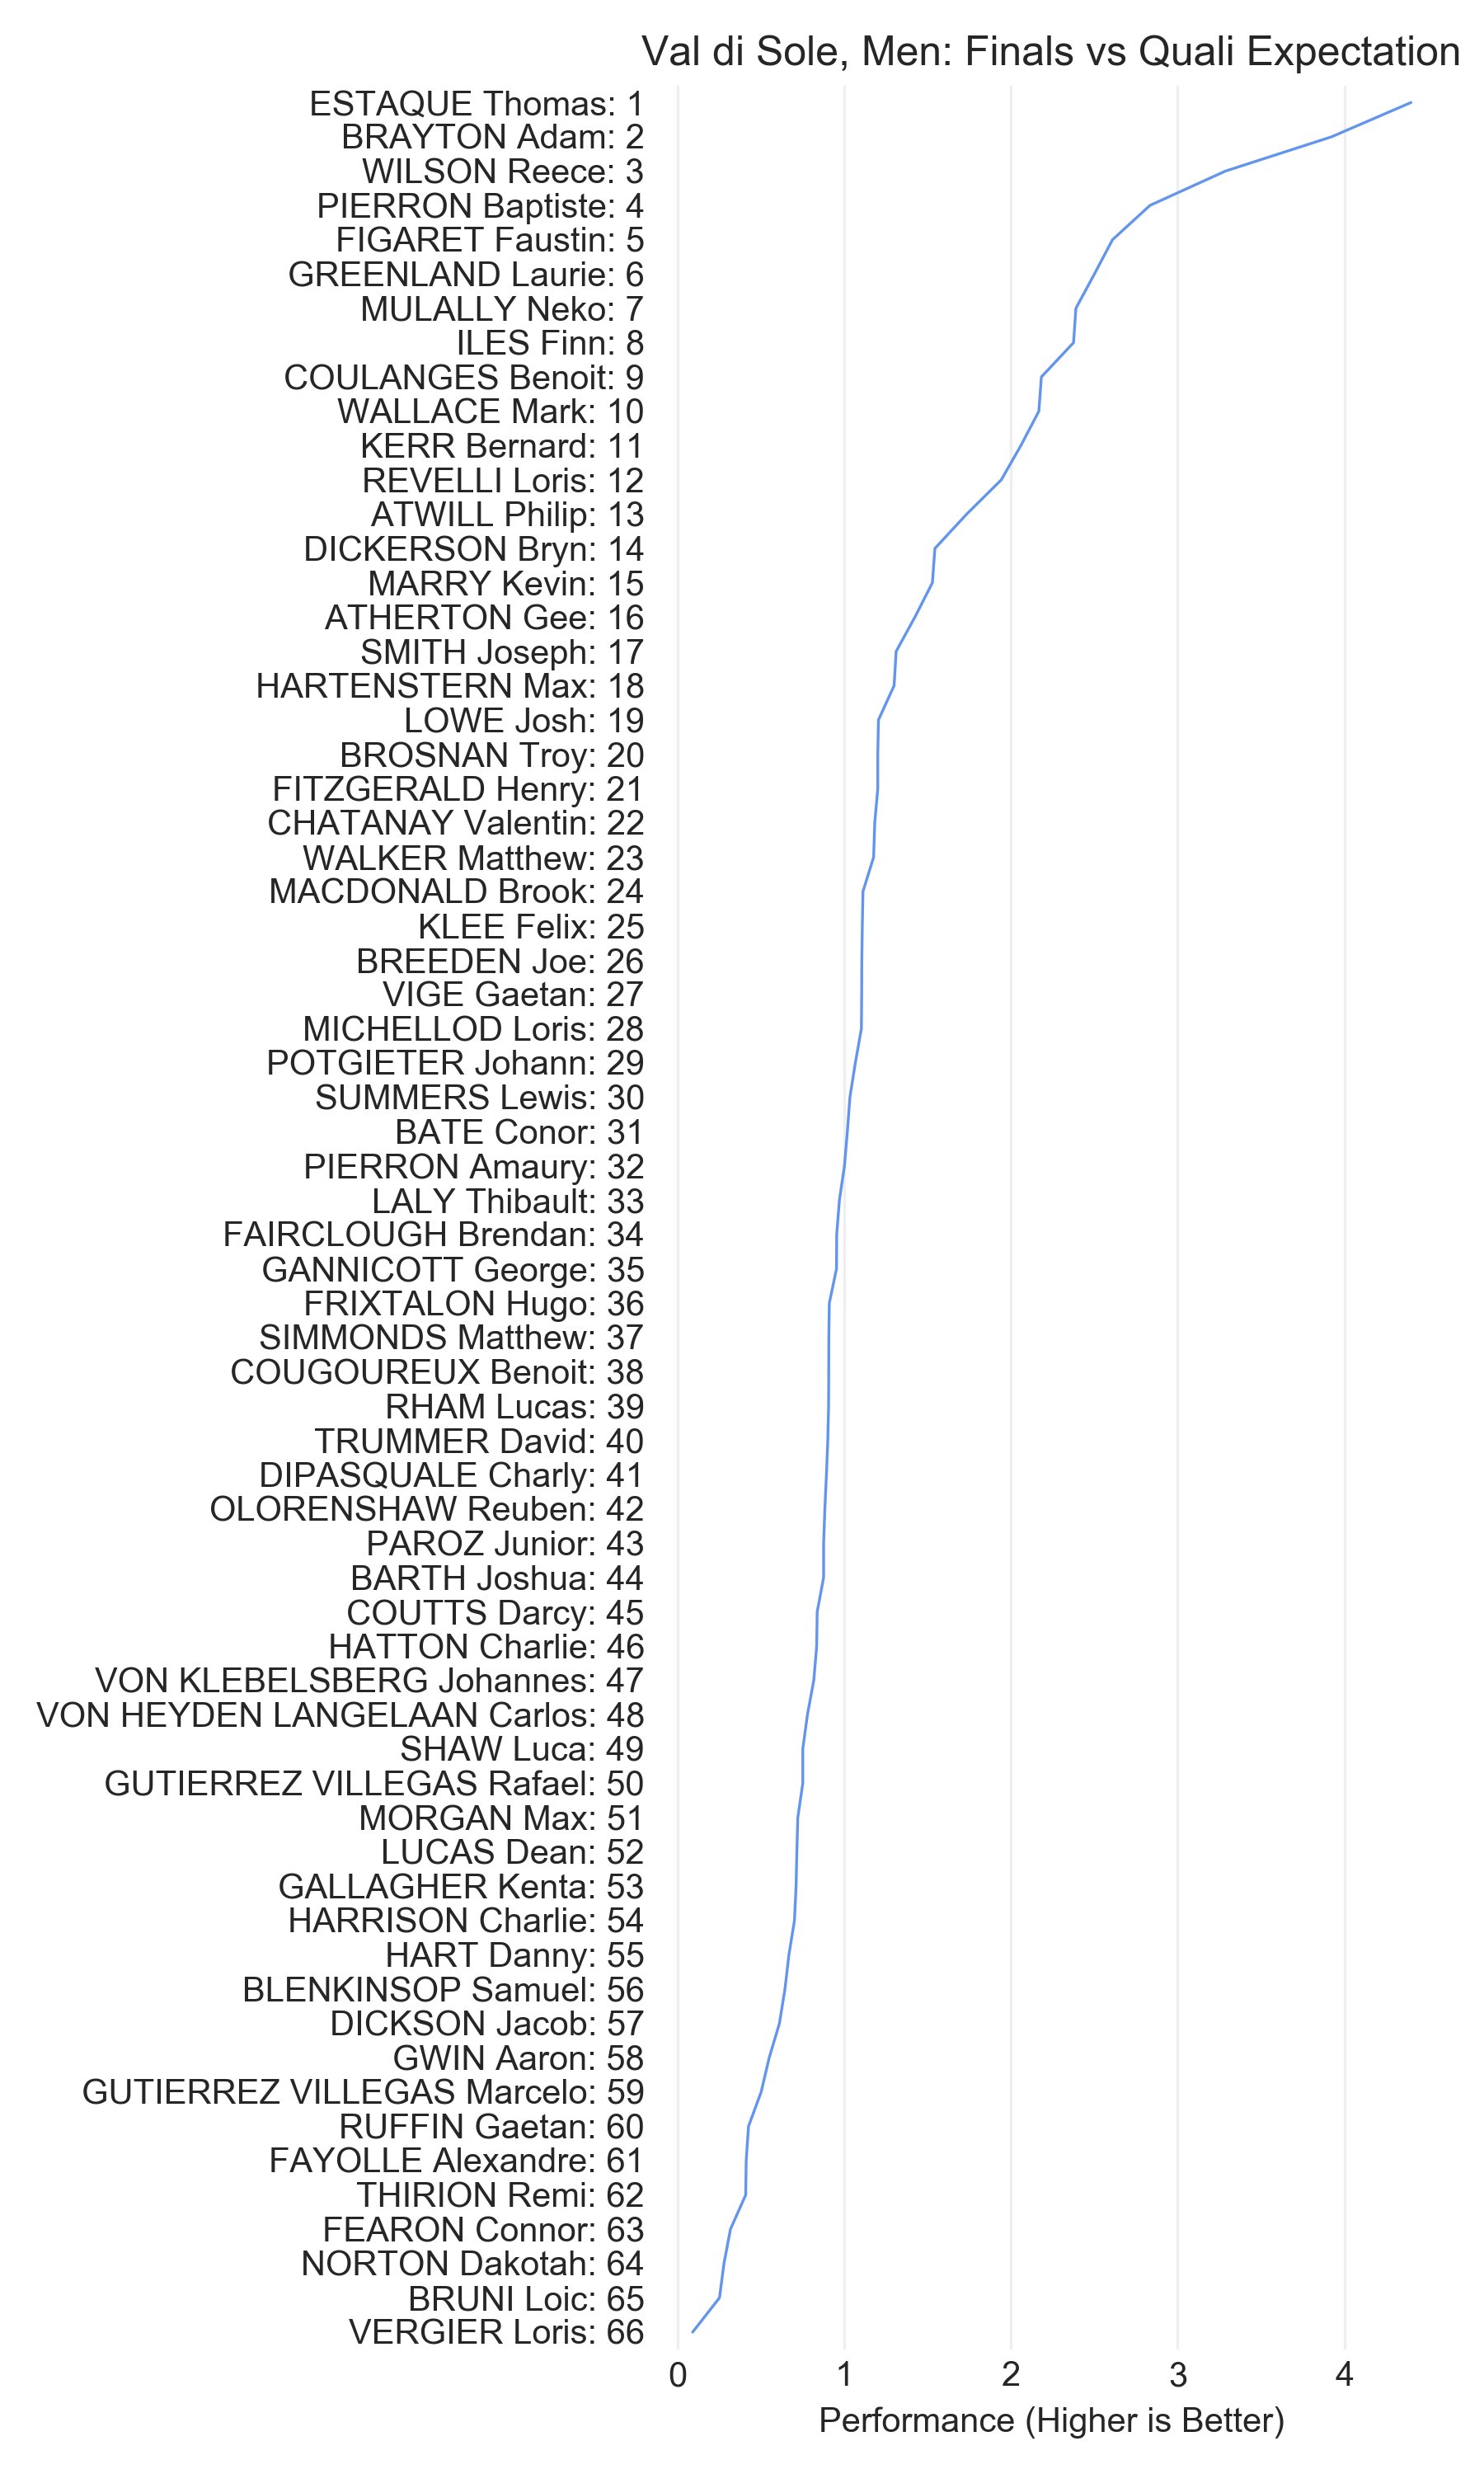 Val di Sole, Men: Finals vs Quali Expectation
ESTAQUE Thomas: 1
BRAYTON Adam: 2
WILSON Reece: 3
PIERRON Baptiste: 4
FIGARET Faustin: 5
GREENLAND Laurie: 6
MULALLY Neko: 7
ILES Finn: 8
COULANGES Benoit: 9
WALLACE Mark: 10
KERR Bernard: 11
REVELLI Loris: 12
ATWILL Philip: 13
DICKERSON Bryn: 14
MARRY Kevin: 15
ATHERTON Gee: 16
SMITH Joseph: 17
HARTENSTERN Max: 18
LOWE Josh: 19
BROSNAN Troy: 20
FITZGERALD Henry: 21
CHATANAY Valentin: 22
WALKER Matthew: 23
MACDONALD Brook: 24
KLEE Felix: 25
BREEDEN Joe: 26
VIGE Gaetan: 27
MICHELLOD Loris: 28
POTGIETER Johann: 29
SUMMERS Lewis: 30
BATE Conor: 31
PIERRON Amaury: 32
LALY Thibault: 33
FAIRCLOUGH Brendan: 34
GANNICOTT George: 35
FRIXTALON Hugo: 36
SIMMONDS Matthew: 37
COUGOUREUX Benoit: 38
RHAM Lucas: 39
TRUMMER David: 40
DIPASQUALE Charly: 41
OLORENSHAW Reuben: 42
PAROZ Junior: 43
BARTH Joshua: 44
COUTTS Darcy: 45
HATTON Charlie: 46
VON KLEBELSBERG Johannes: 47
VON HEYDEN LANGELAAN Carlos: 48
SHAW Luca: 49
GUTIERREZ VILLEGAS Rafael: 50
MORGAN Max: 51
LUCAS Dean: 52
GALLAGHER Kenta: 53
HARRISON Charlie: 54
HART Danny: 55
BLENKINSOP Samuel: 56
DICKSON Jacob: 57
GWIN Aaron: 58
GUTIERREZ VILLEGAS Marcelo: 59
RUFFIN Gaetan: 60
FAYOLLE Alexandre: 61
THIRION Remi: 62
FEARON Connor: 63
NORTON Dakotah: 64
BRUNI Loic: 65
VERGIER Loris: 66
0 1 2 3 4
Performance (Higher is Better)